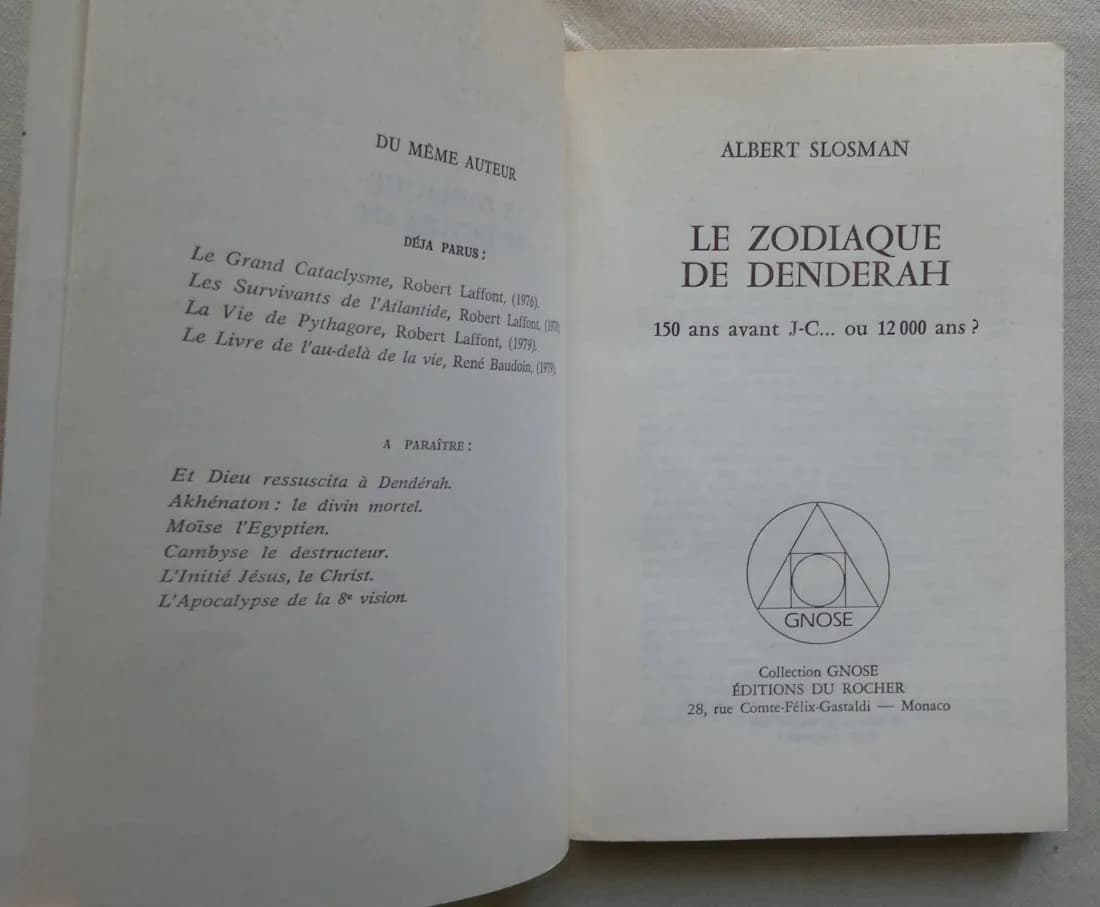 DU MÊME AUTEUR
DÉJA PARUS :
Le Grand Cataclysme, Robert Laffont, (1976).
Les Survivants de l'Atlantide, Robert Laffont,
La Vie de Pythagore, Robert Laffont, (1979).
Le Livre de l'au-delà de la vie, René Baudoin, (1979).
A PARAÎTRE :
Et Dieu ressuscita à Dendérah.
Akhénaton : le divin mortel.
Moïse l'Egyptien.
Cambyse le destructeur.
L'Initié Jésus, le Christ.
L'Apocalypse de la 8e vision.
ALBERT SLOSMAN
LE ZODIAQUE
DE DENDERAH
150 ans avant J-C... ou 12 000 ans ?
GNOSE
Collection GNOSE
ÉDITIONS DU ROCHER
28, rue Comte-Félix-Gastaldi — Monaco